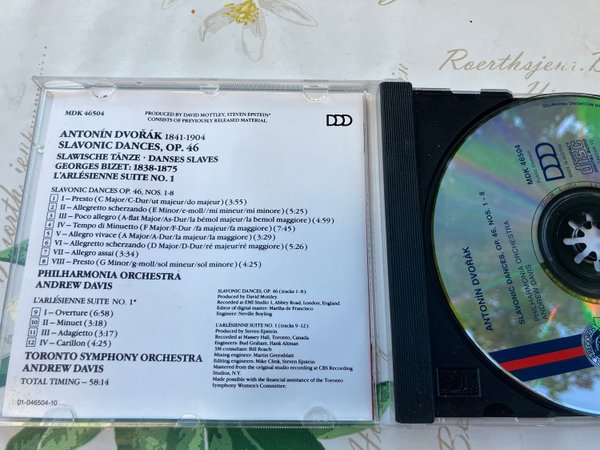 Roerthsjeni.
MDK 46504
PRODUCED BY DAVID MOTTLEY, STEVEN EPSTEIN*
CONSISTS OF PREVIOUSLY RELEASED MATERIAL.
DDD
ANTONÍN DVOŘÁK 1841-1904
SLAVONIC DANCES, OP. 46
SLAWISCHE TÄNZE · DANSES SLAVES
GEORGES BIZET: 1838-1875
L'ARLÉSIENNE SUITE NO. 1
SLAVONIC DANCES OP. 46, NOS. 1-8
1 I – Presto (C Major/C-Dur/ut majeur/do majeur) (3:55)
2 II – Allegretto scherzando (E Minor/e-moll/mi mineur/mi minore) (5:25)
3 III – Poco allegro (A-flat Major/As-Dur/la bémol majeur/la bemol maggiore) (4:59)
4 IV – Tempo di Minuetto (F Major/F-Dur/fa majeur/fa maggiore) (7:45)
5 V – Allegro vivace (A Major/A-Dur/la majeur/la maggiore) (3:29)
6 VI – Allegretto scherzando (D Major/D-Dur/ré majeur/ré maggiore) (5:26)
7 VII – Allegro assai (3:34)
8 VIII – Presto (G Minor/g-moll/sol mineur/sol minore) (4:25)
PHILHARMONIA ORCHESTRA
ANDREW DAVIS
L'ARLÉSIENNE SUITE NO. 1*
9 I – Overture (6:58)
10 II – Minuet (3:18)
11 III – Adagietto (3:17)
12 IV – Carillon (4:25)
TORONTO SYMPHONY ORCHESTRA
ANDREW DAVIS
TOTAL TIMING – 58:14
SLAVONIC DANCES, OP. 46 (tracks 1-8):
Produced by David Mottley.
Recorded at EMI Studio 1, Abbey Road, London, England.
Editor of digital master: Martha de Francisco
Engineer: Neville Boyling
L'ARLÉSIENNE SUITE NO. 1 (tracks 9-12):
Produced by Steven Epstein.
Recorded at Massey Hall, Toronto, Canada.
Engineers: Bud Graham, Hank Altman
3M consultant: Bill Rosch
Mixing engineer: Martin Greenblatt
Editing engineers: Mike Clink, Steven Epstein.
Mastered from the original studio recording at CBS Recording
Studios, N.Y.
Made possible with the financial assistance of the Toronto
Symphony Women's Committee.
01-046504-10
MDK 46504
DDD
ANTONÍN DVOŘÁK
SLAVONIC DANCES, OP. 46, NOS. 1 - 8
PHILHARMONIA ORCHESTRA
ANDREW DAVIS